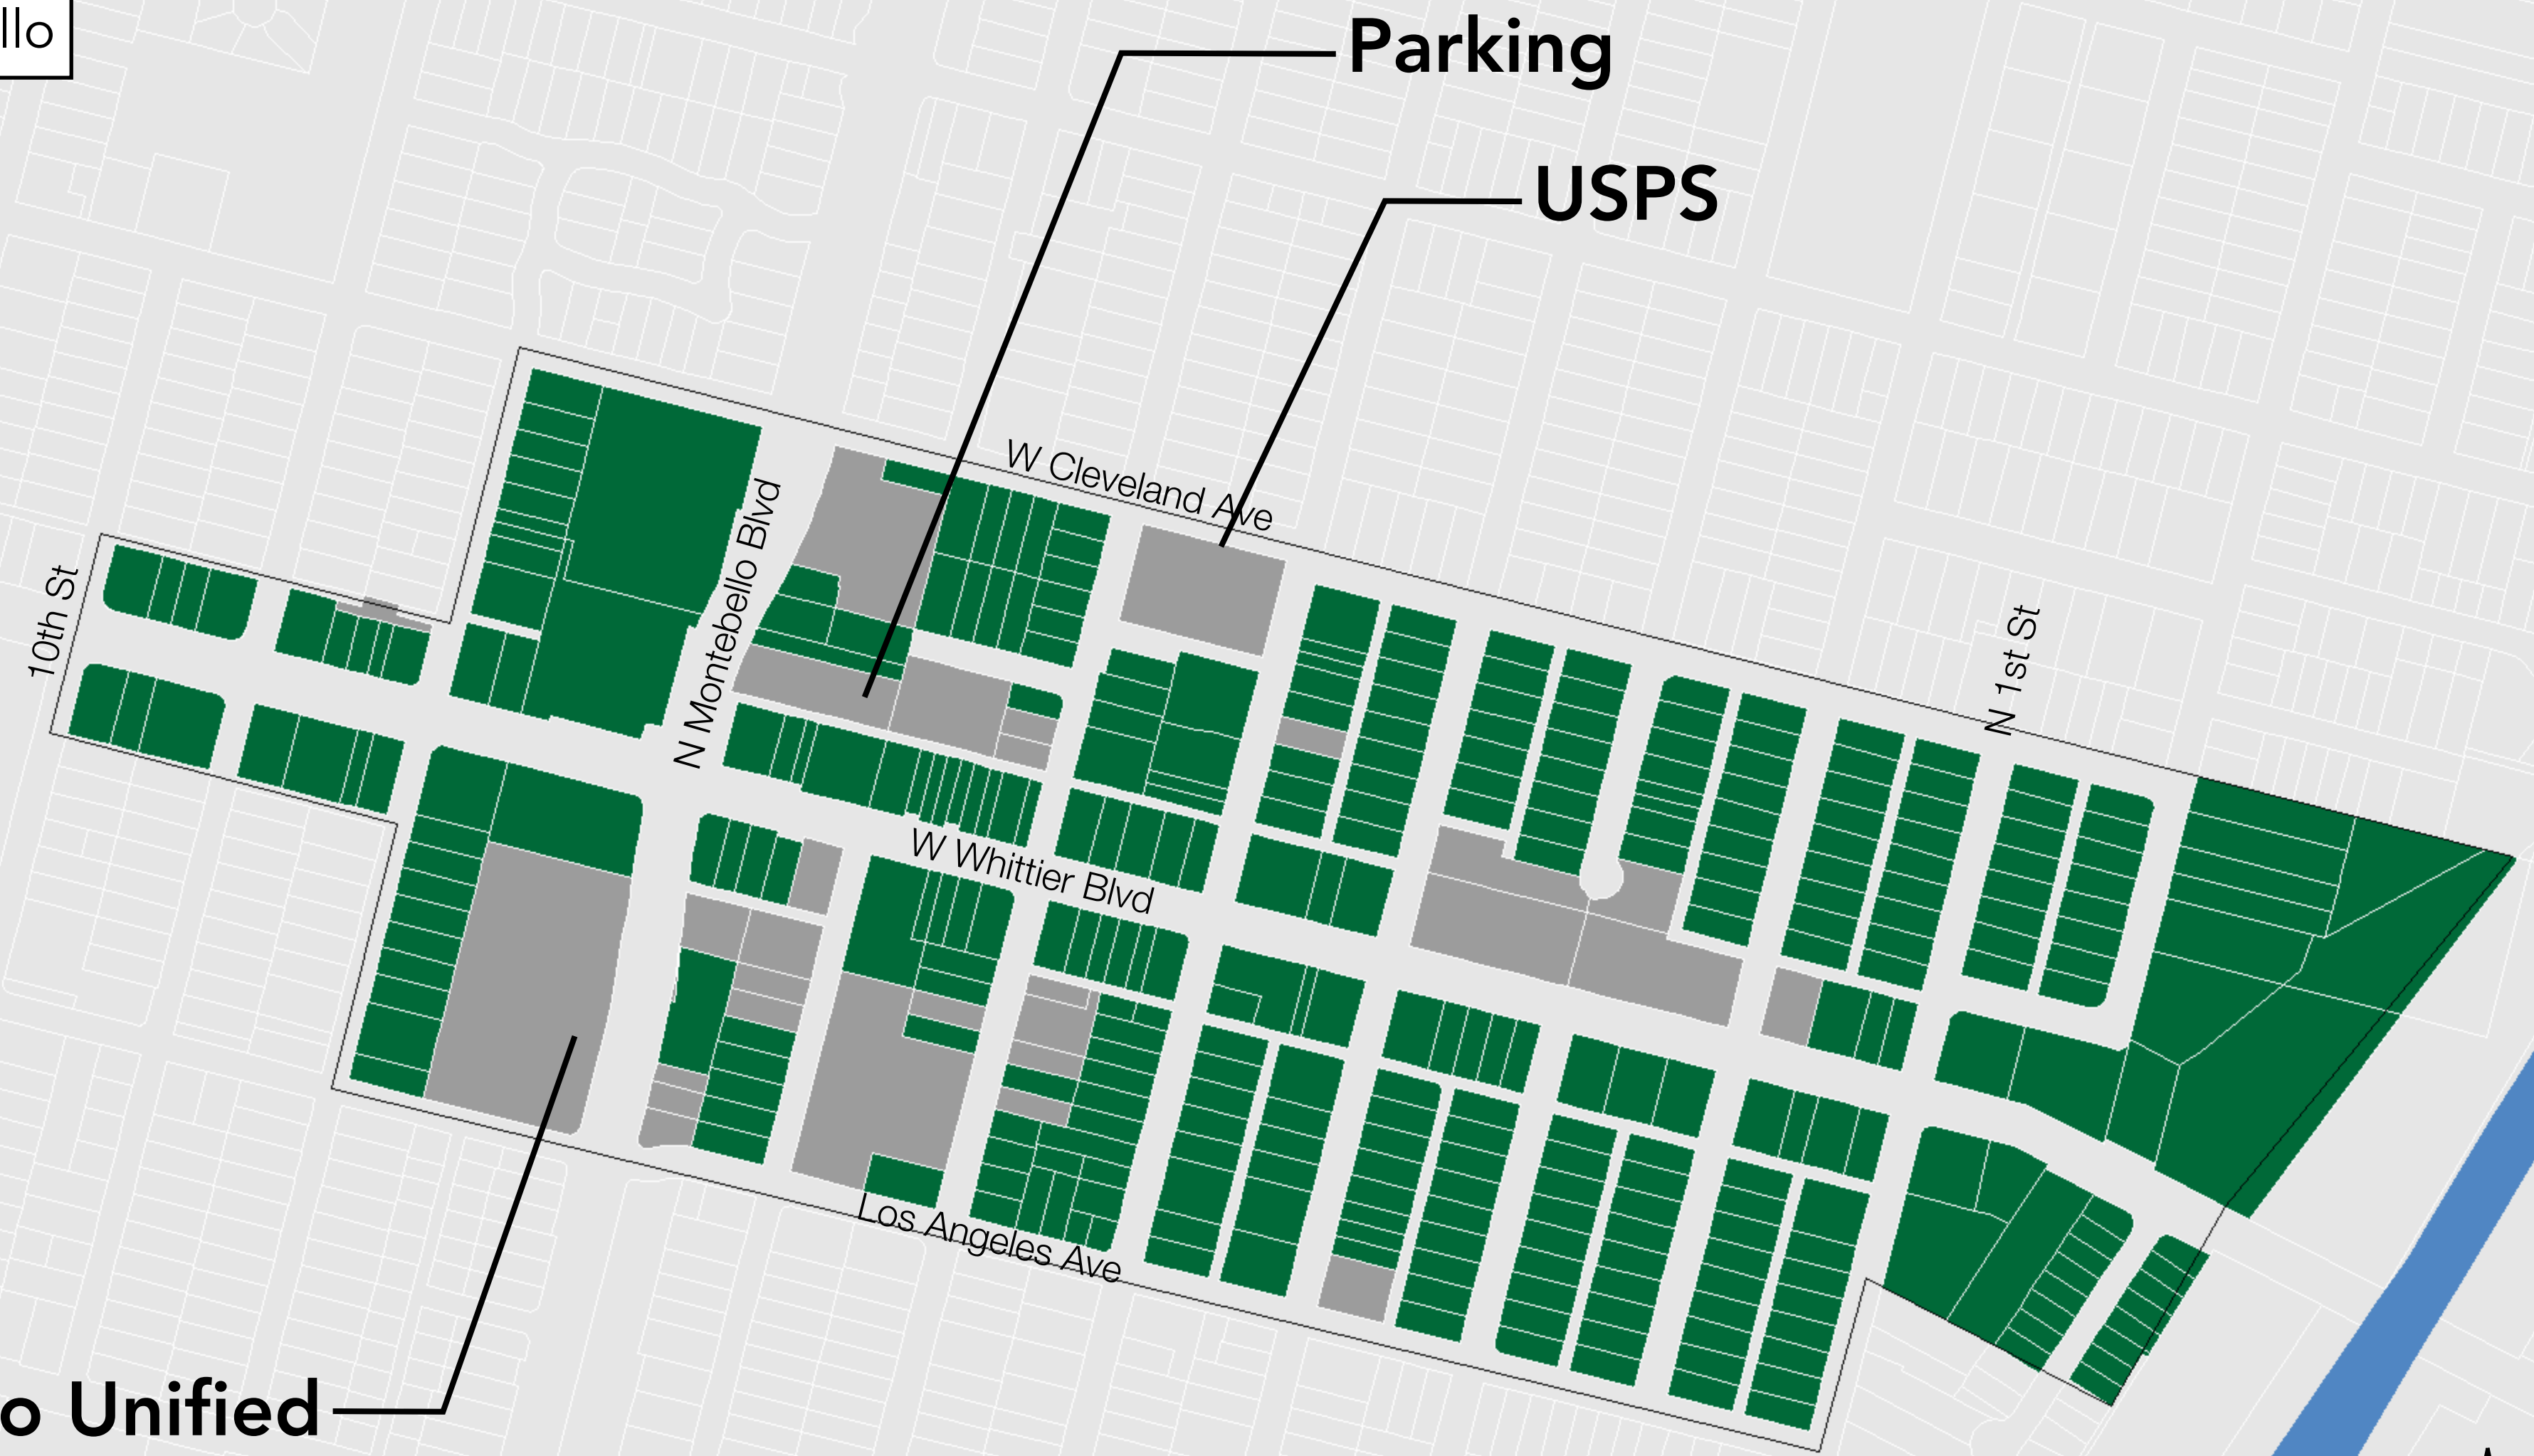 llo
Parking
USPS
W Cleveland Ave
N Montebello Blvd
10th St
N 1st St
W Whittier Blvd
Los Angeles Ave
o Unified